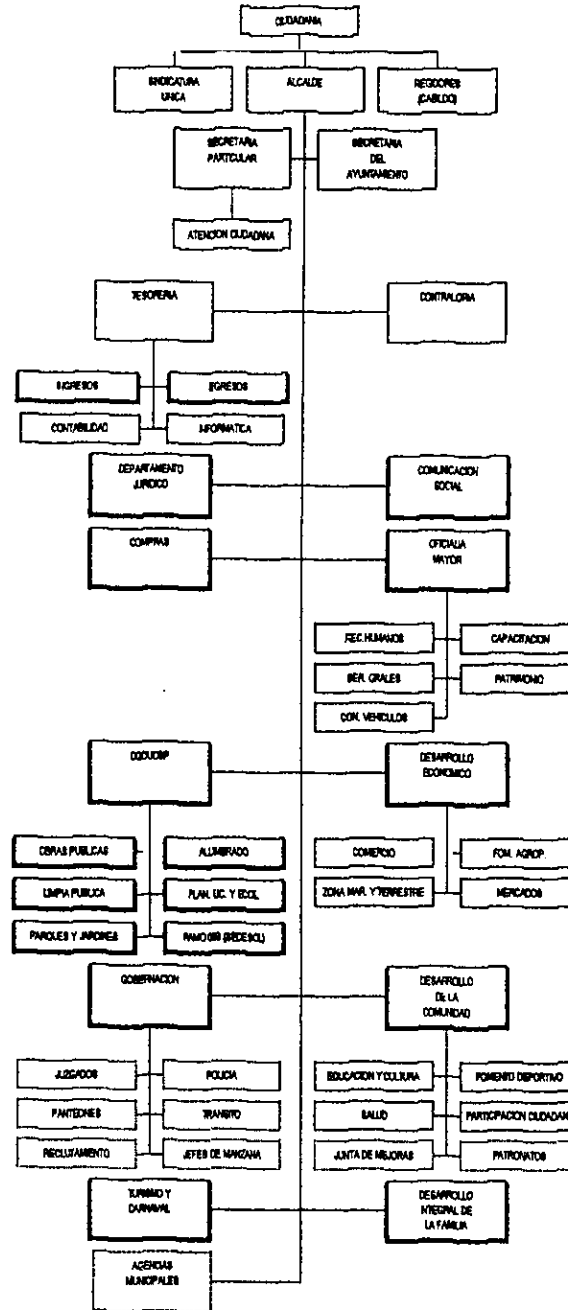 CIUDADANIA
SINDICATURA
UNICA
ALCALDE
REGIDORES
(CABILDO)
SECRETARIA
PARTICULAR
SECRETARIA
DEL
AYUNTAMIENTO
ATENCION CIUDADANA
TESORERIA
CONTRALORIA
INGRESOS
EGRESOS
CONTABILIDAD
INFORMATICA
DEPARTAMENTO
JURIDICO
COMUNICACION
SOCIAL
COMPRAS
OFICIALIA
MAYOR
REC. HUMANOS
CAPACITACION
SER. GRALES
PATRIMONIO
CON. VEHICULOS
DESARROLLO
ECONOMICO
OBRAS PUBLICAS
ALUMBRADO
COMERCIO
FOM. AGROP.
LIMPIA PUBLICA
PLAN. LIC. Y ECOL.
ZONA MAR. Y TERRESTRE
MERCADOS
PARQUES Y JARDINES
RAMO (SEDESOL)
GOBERNACION
DESARROLLO
DE LA
COMUNIDAD
JUZGADOS
POLICIA
EDUCACION Y CULTURA
FOMENTO DEPORTIVO
PANTEONES
TRANSITO
SALUD
PARTICIPACION CIUDADANA
RECLUTAMIENTO
JEFES DE MANZANA
JUNTA DE MEJORAS
PATRONATOS
TURISMO Y
CARNAVAL
DESARROLLO
INTEGRAL DE
LA FAMILIA
AGENCIAS
MUNICIPALES